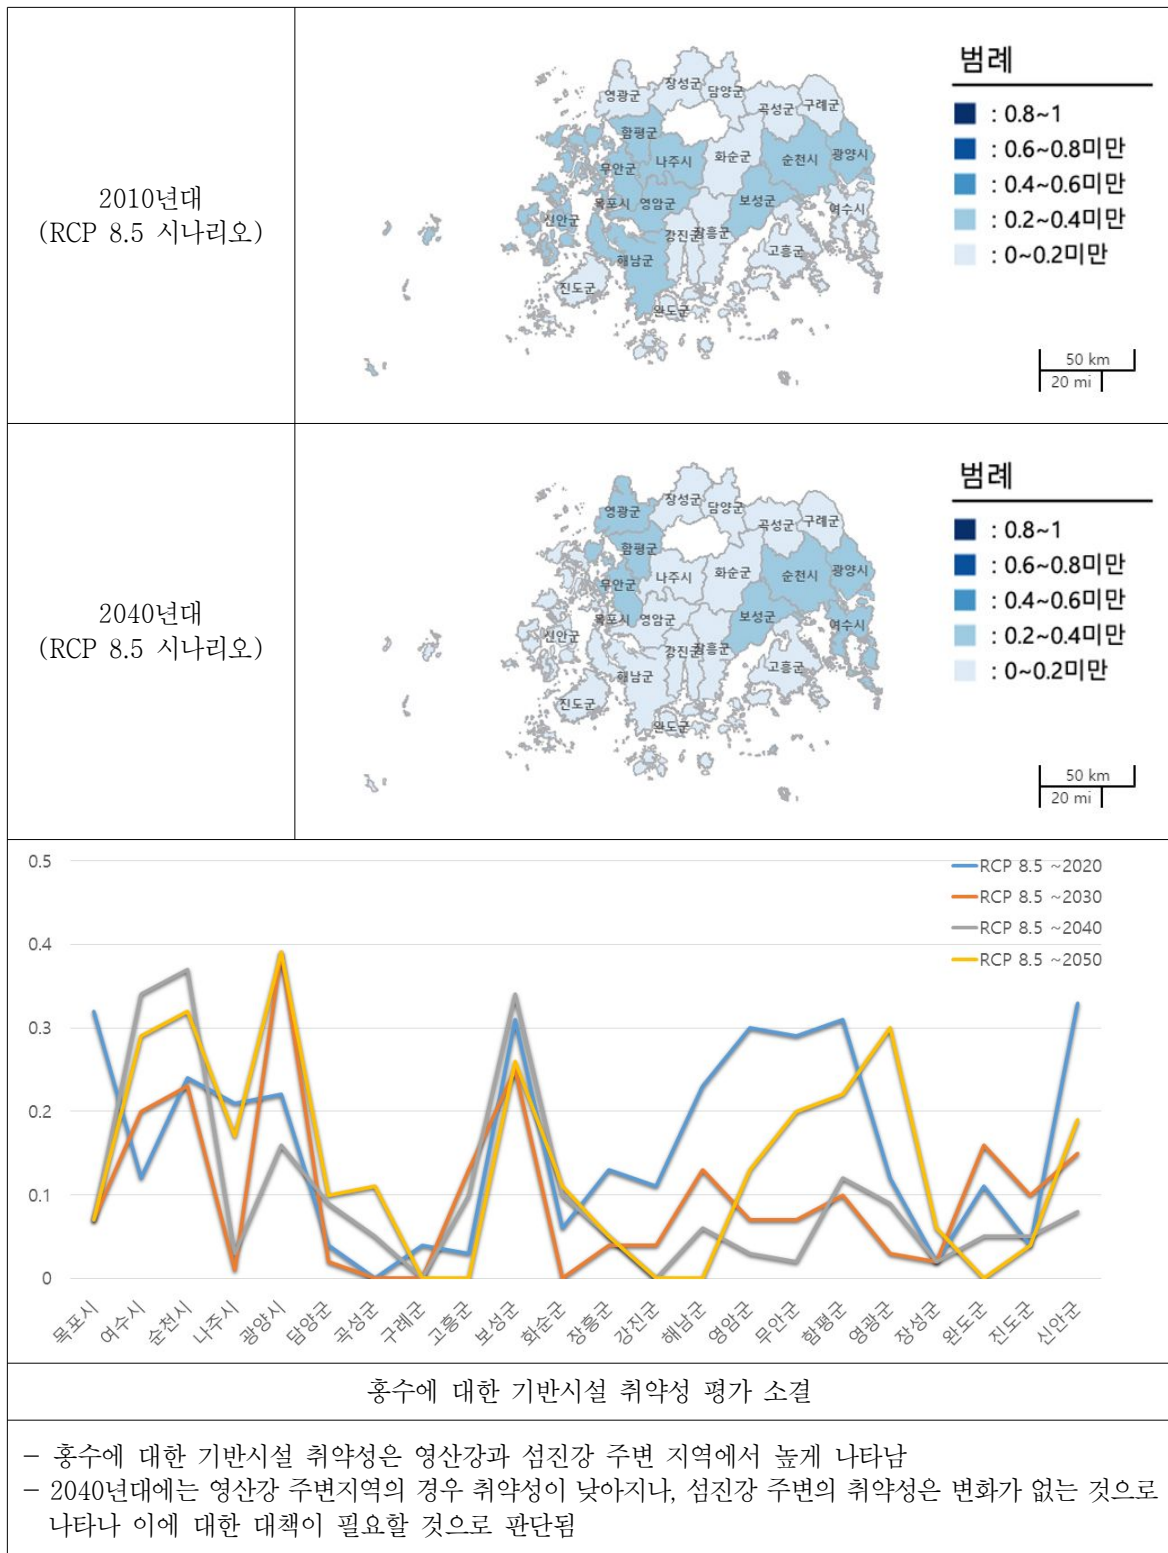 2010년대
(RCP 8.5 시나리오)
영광군
장성군
담양군
곡성군
구례군
함평군
나주시
화순군
순천시
광양시
무안군
목포시
영암군
보성군
여수시
신안군
강진군
장흥군
고흥군
해남군
진도군
완도군
범례
: 0.8~1
: 0.6~0.8미만
: 0.4~0.6미만
: 0.2~0.4미만
: 0~0.2미만
50 km
20 mi
2040년대
(RCP 8.5 시나리오)
영광군
장성군
담양군
곡성군
구례군
함평군
나주시
화순군
순천시
광양시
무안군
목포시
영암군
보성군
여수시
신안군
강진군
장흥군
고흥군
해남군
진도군
완도군
범례
: 0.8~1
: 0.6~0.8미만
: 0.4~0.6미만
: 0.2~0.4미만
: 0~0.2미만
50 km
20 mi
0.5
0.4
0.3
0.2
0.1
0
RCP 8.5 ~2020
RCP 8.5 ~2030
RCP 8.5 ~2040
RCP 8.5 ~2050
목포시
여수시
순천시
나주시
광양시
담양군
곡성군
구례군
고흥군
보성군
화순군
장흥군
강진군
해남군
영암군
무안군
함평군
영광군
장성군
완도군
진도군
신안군
홍수에 대한 기반시설 취약성 평가 소결
- 홍수에 대한 기반시설 취약성은 영산강과 섬진강 주변 지역에서 높게 나타남
- 2040년대에는 영산강 주변지역의 경우 취약성이 낮아지나, 섬진강 주변의 취약성은 변화가 없는 것으로
나타나 이에 대한 대책이 필요할 것으로 판단됨